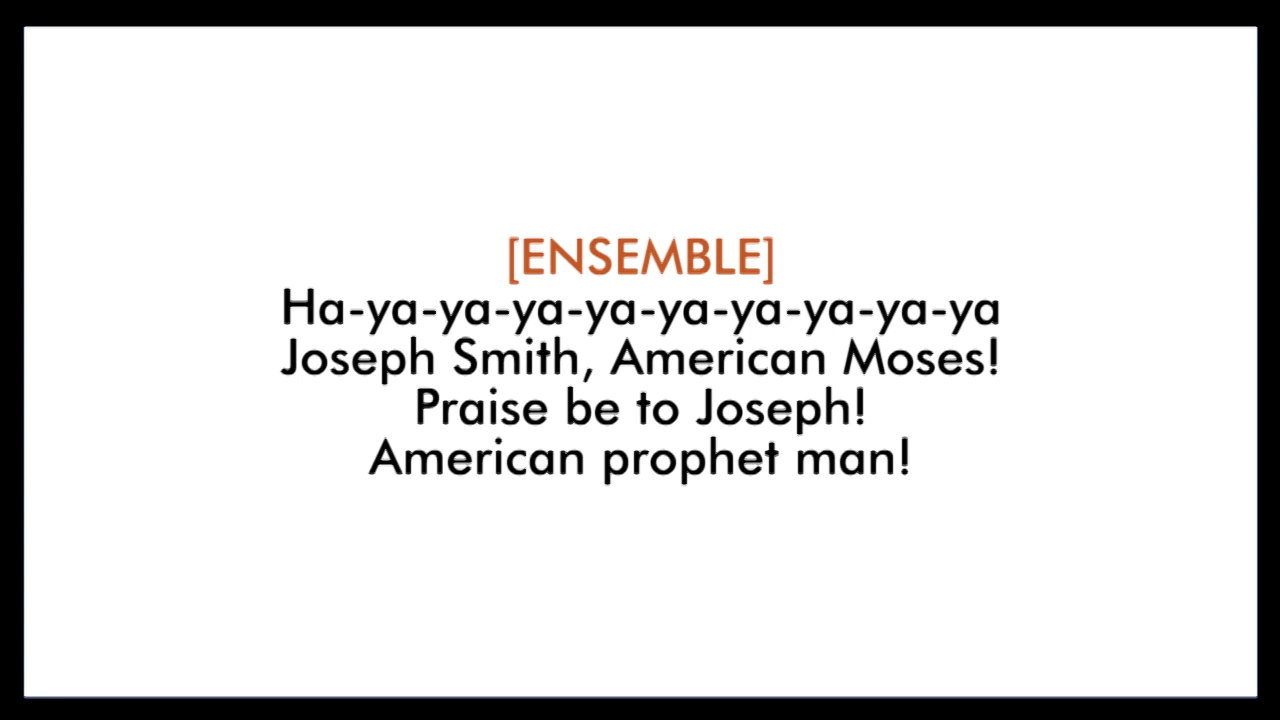 [ENSEMBLE]
Ha-ya-ya-ya-ya-ya-ya-ya-ya-ya
Joseph Smith, American Moses!
Praise be to Joseph!
American prophet man!